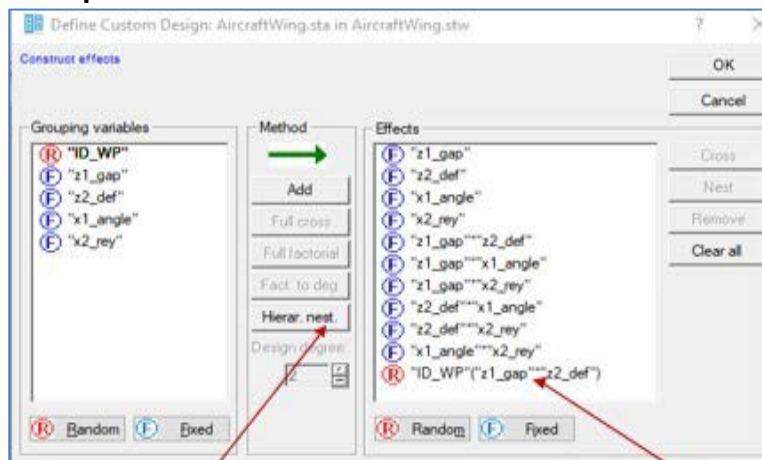 Define Custom Design: AircraftWing.sta in AircraftWing.stw ?
Construct effects
OK
Cancel
Grouping variables
R "ID_WP"
F "z1_gap"
F "z2_def"
F "x1_angle"
F "x2_rey"
R Random F Fixed
Method
Add
Full cross
Full factorial
Fact. to deg
Hierar. nest.
Design degree:
2
Effects
F "z1_gap"
F "z2_def"
F "x1_angle"
F "x2_rey"
F "z1_gap"*"z2_def"
F "z1_gap"*"x1_angle"
F "z1_gap"*"x2_rey"
F "z2_def"*"x1_angle"
F "z2_def"*"x2_rey"
F "x1_angle"*"x2_rey"
R "ID_WP"("z1_gap"*"z2_def")
R Random F Fixed
Cross
Nest
Remove
Clear all